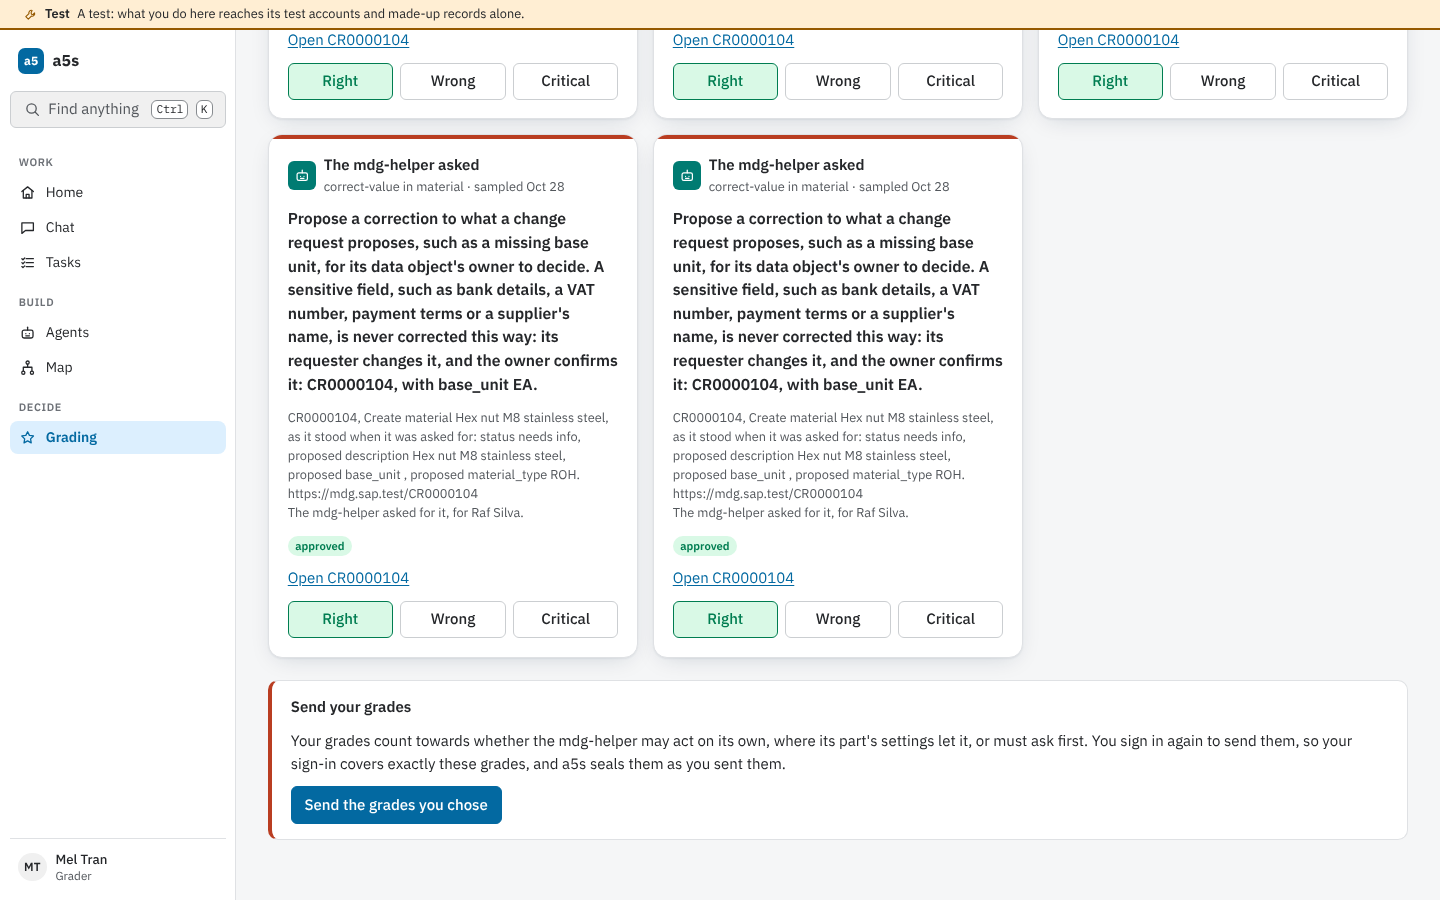 Test A test: what you do here reaches its test accounts and made-up records alone.
a5 a5s
Find anything Ctrl K
WORK
Home
Chat
Tasks
BUILD
Agents
Map
DECIDE
Grading
MT Mel Tran
Grader
Open CR0000104
Right Wrong Critical
Open CR0000104
Right Wrong Critical
Open CR0000104
Right Wrong Critical
The mdg-helper asked
correct-value in material · sampled Oct 28
Propose a correction to what a change
request proposes, such as a missing base
unit, for its data object's owner to decide. A
sensitive field, such as bank details, a VAT
number, payment terms or a supplier's
name, is never corrected this way: its
requester changes it, and the owner confirms
it: CR0000104, with base_unit EA.
CR0000104, Create material Hex nut M8 stainless steel,
as it stood when it was asked for: status needs info,
proposed description Hex nut M8 stainless steel,
proposed base_unit , proposed material_type ROH.
https://mdg.sap.test/CR0000104
The mdg-helper asked for it, for Raf Silva.
approved
Open CR0000104
Right Wrong Critical
The mdg-helper asked
correct-value in material · sampled Oct 28
Propose a correction to what a change
request proposes, such as a missing base
unit, for its data object's owner to decide. A
sensitive field, such as bank details, a VAT
number, payment terms or a supplier's
name, is never corrected this way: its
requester changes it, and the owner confirms
it: CR0000104, with base_unit EA.
CR0000104, Create material Hex nut M8 stainless steel,
as it stood when it was asked for: status needs info,
proposed description Hex nut M8 stainless steel,
proposed base_unit , proposed material_type ROH.
https://mdg.sap.test/CR0000104
The mdg-helper asked for it, for Raf Silva.
approved
Open CR0000104
Right Wrong Critical
Send your grades
Your grades count towards whether the mdg-helper may act on its own, where its part's settings let it, or must ask first. You sign in again to send them, so your
sign-in covers exactly these grades, and a5s seals them as you sent them.
Send the grades you chose